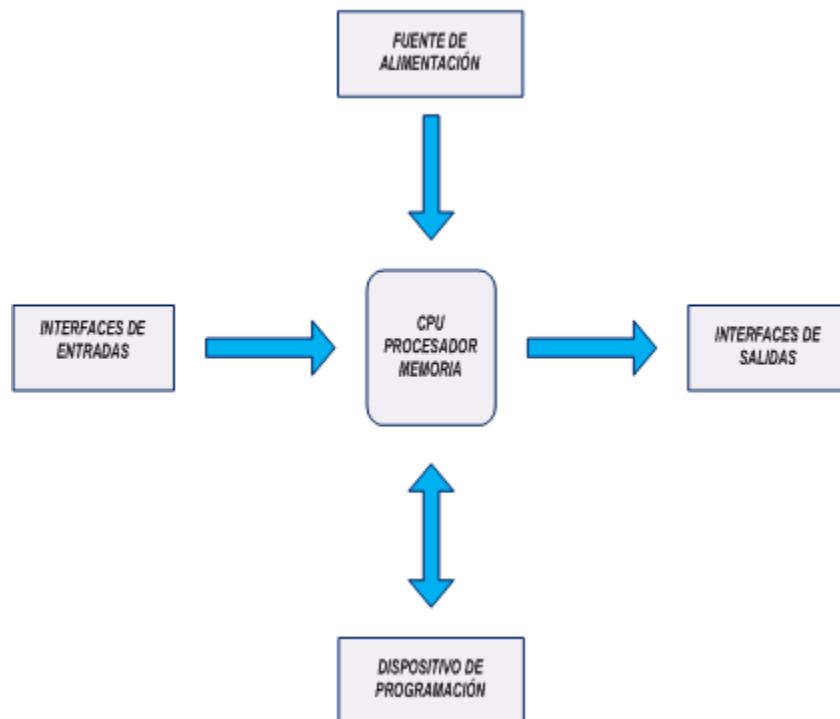 FUENTE DE
ALIMENTACIÓN
INTERFACES DE
ENTRADAS
CPU
PROCESADOR
MEMORIA
INTERFACES DE
SALIDAS
DISPOSITIVO DE
PROGRAMACIÓN